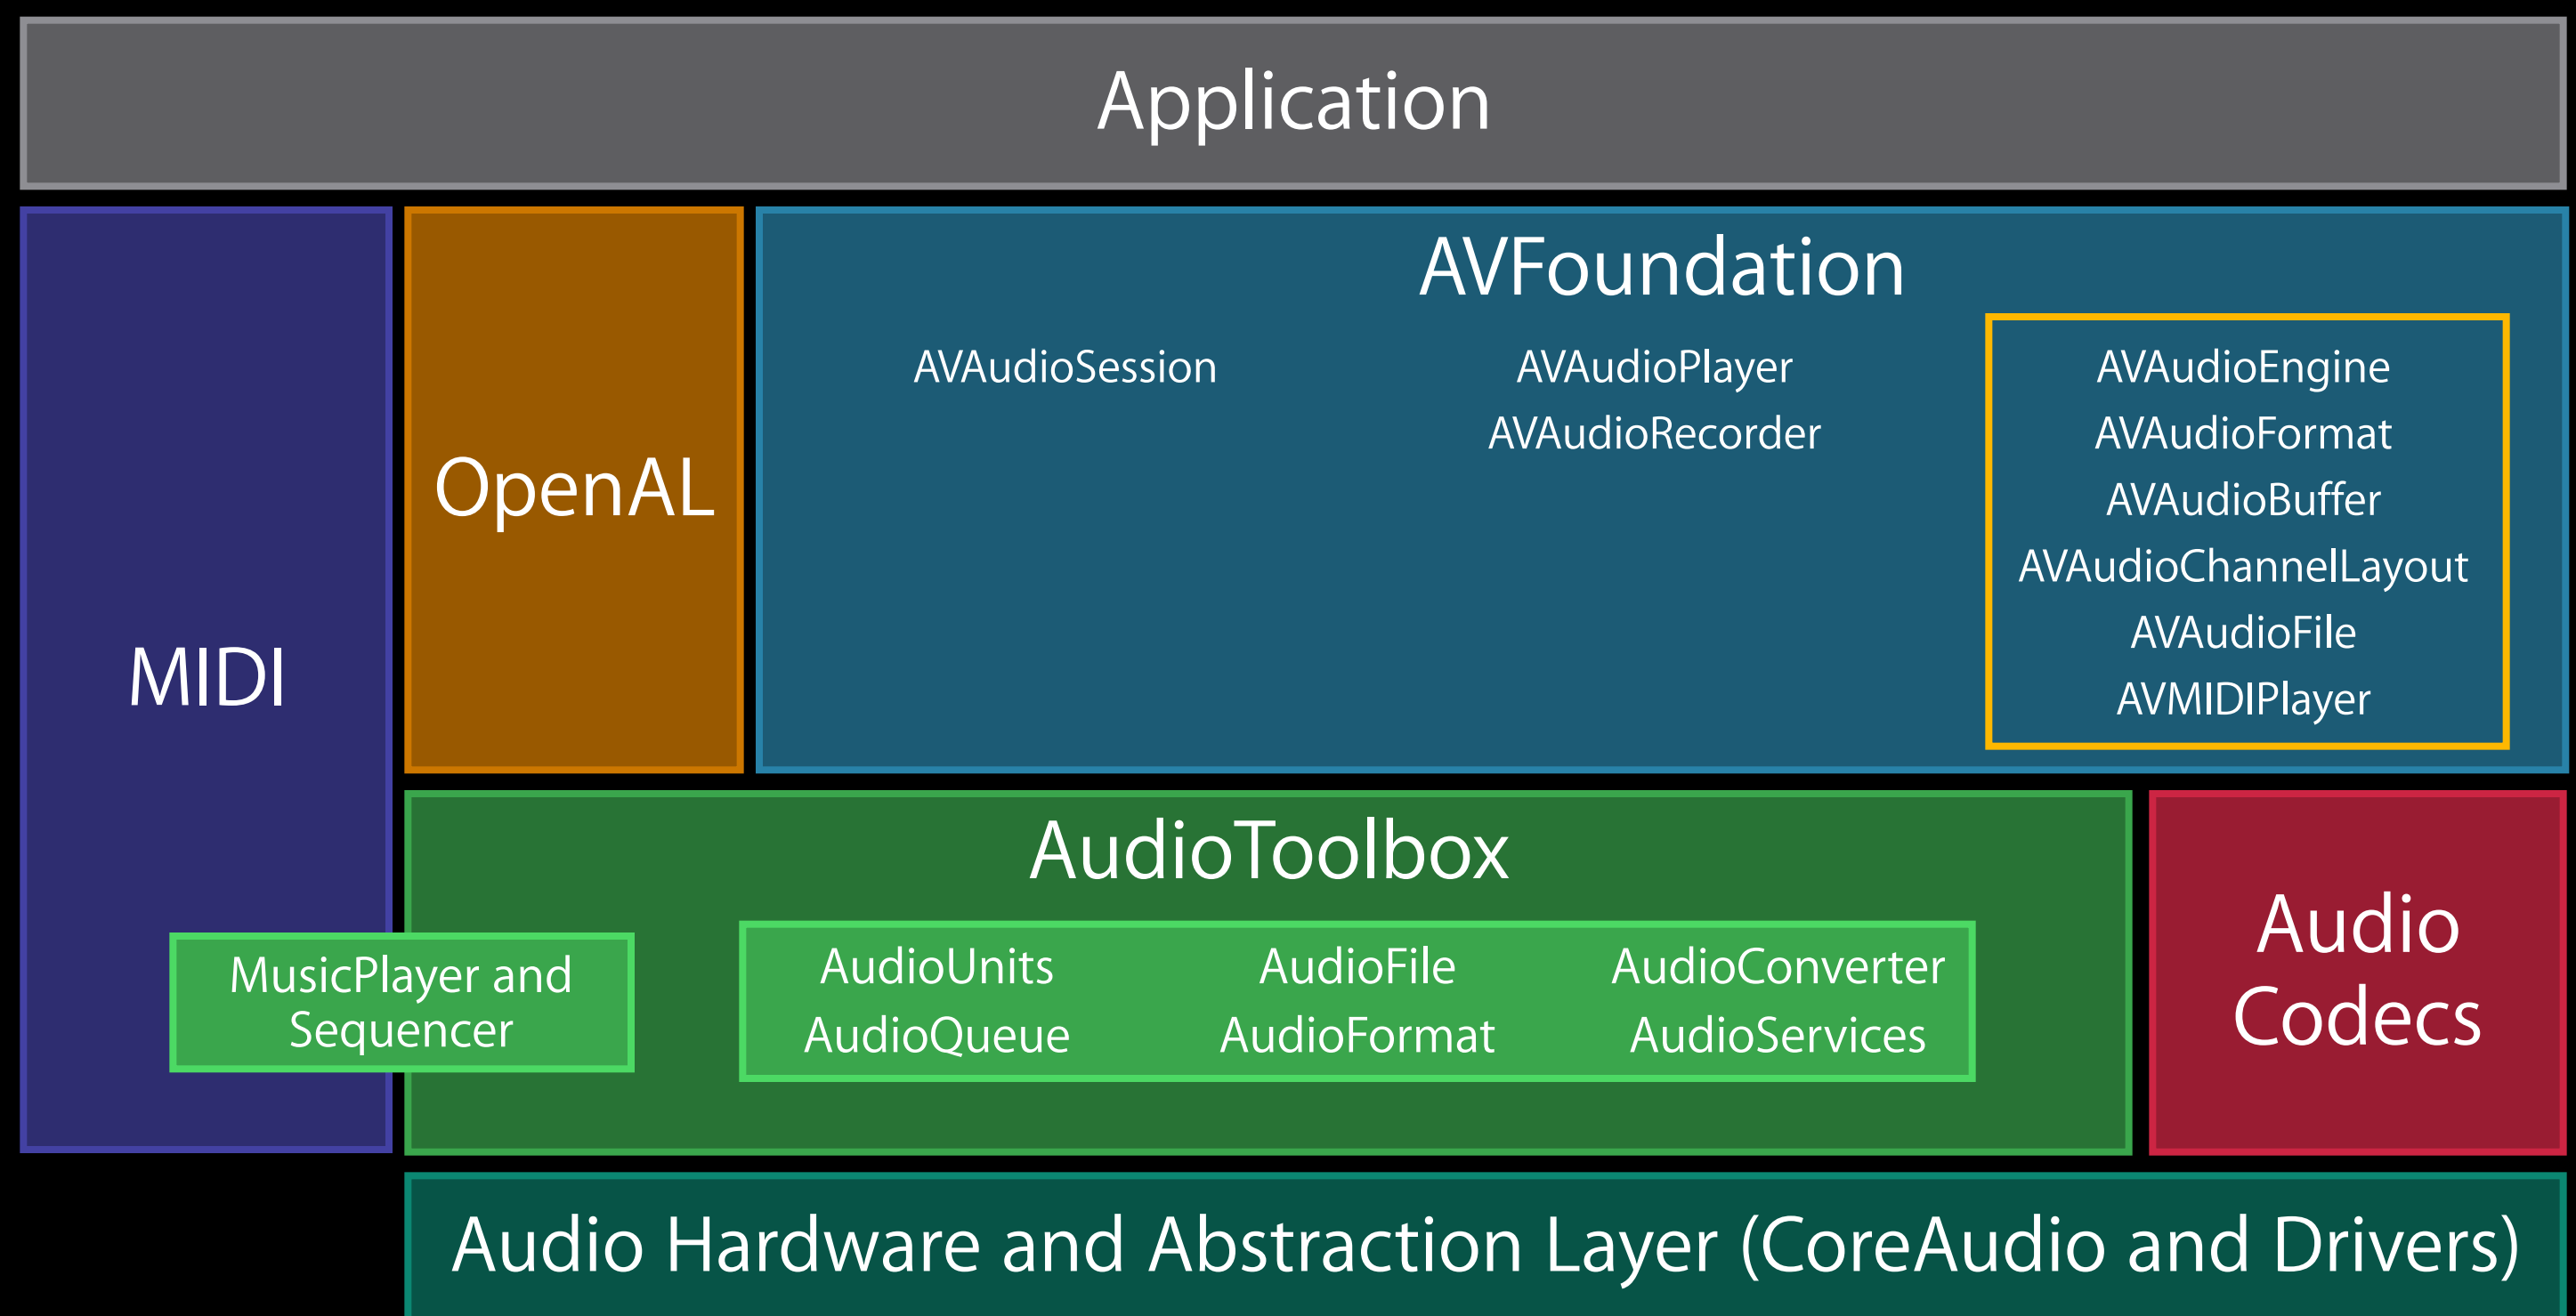 Application
MIDI
OpenAL
AVFoundation
AVAudioSession
AVAudioPlayer
AVAudioRecorder
AVAudioEngine
AVAudioFormat
AVAudioBuffer
AVAudioChannelLayout
AVAudioFile
AVMIDIPlayer
AudioToolbox
MusicPlayer and
Sequencer
AudioUnits
AudioFile
AudioConverter
AudioQueue
AudioFormat
AudioServices
Audio
Codecs
Audio Hardware and Abstraction Layer (CoreAudio and Drivers)